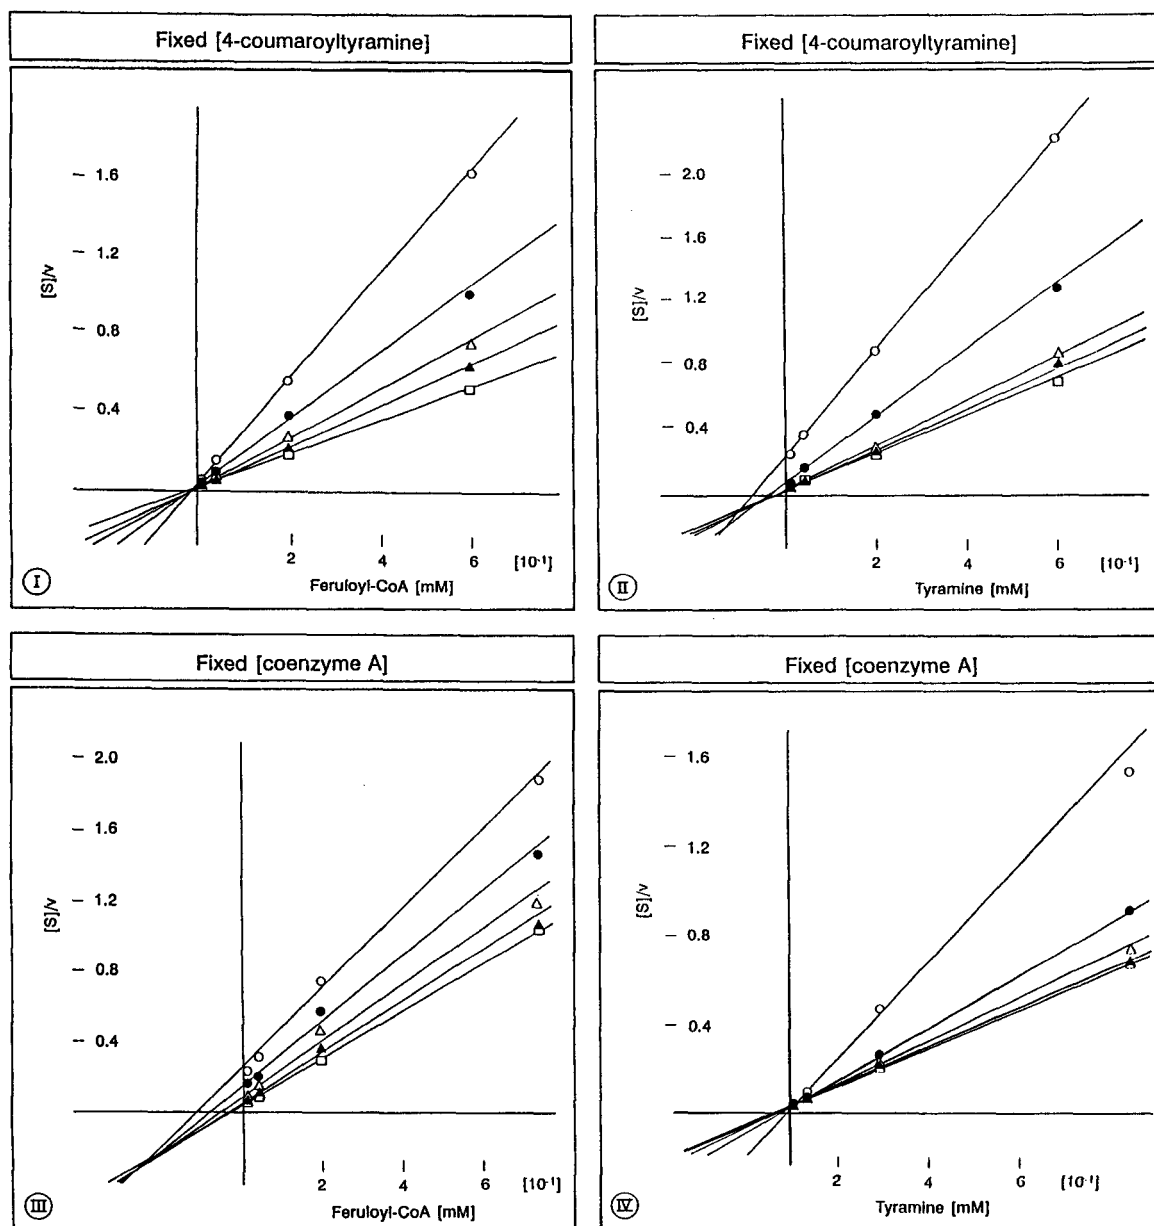 Fixed [4-coumaroyltyramine]
[S]/v
1.6
1.2
0.8
0.4
2 4 6 [10⁻¹]
Feruloyl-CoA [mM]
I
Fixed [4-coumaroyltyramine]
[S]/v
2.0
1.6
1.2
0.8
0.4
2 4 6 [10⁻¹]
Tyramine [mM]
II
Fixed [coenzyme A]
[S]/v
2.0
1.6
1.2
0.8
0.4
2 4 6 [10⁻¹]
Feruloyl-CoA [mM]
III
Fixed [coenzyme A]
[S]/v
1.6
1.2
0.8
0.4
2 4 6 [10⁻¹]
Tyramine [mM]
IV